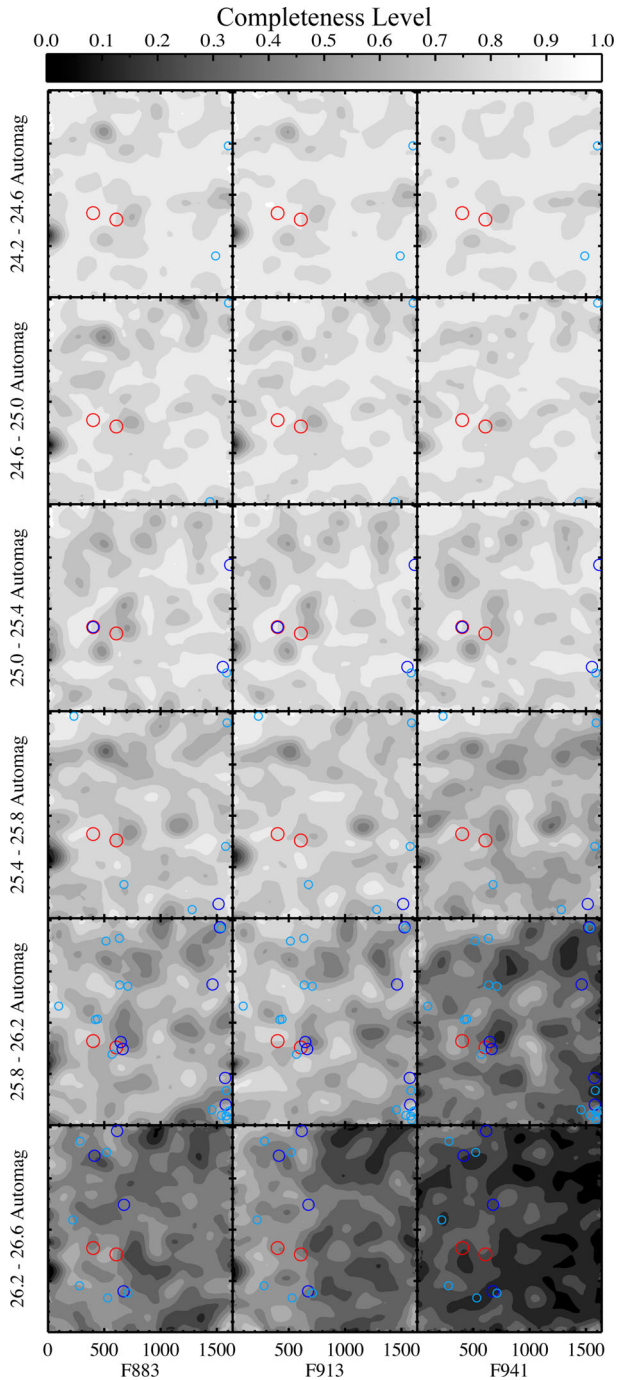 Completeness Level
0.0 0.1 0.2 0.3 0.4 0.5 0.6 0.7 0.8 0.9 1.0
24.2 - 24.6 Automag
24.6 - 25.0 Automag
25.0 - 25.4 Automag
25.4 - 25.8 Automag
25.8 - 26.2 Automag
26.2 - 26.6 Automag
0 500 1000 1500 500 1000 1500 500 1000 1500
F883 F913 F941